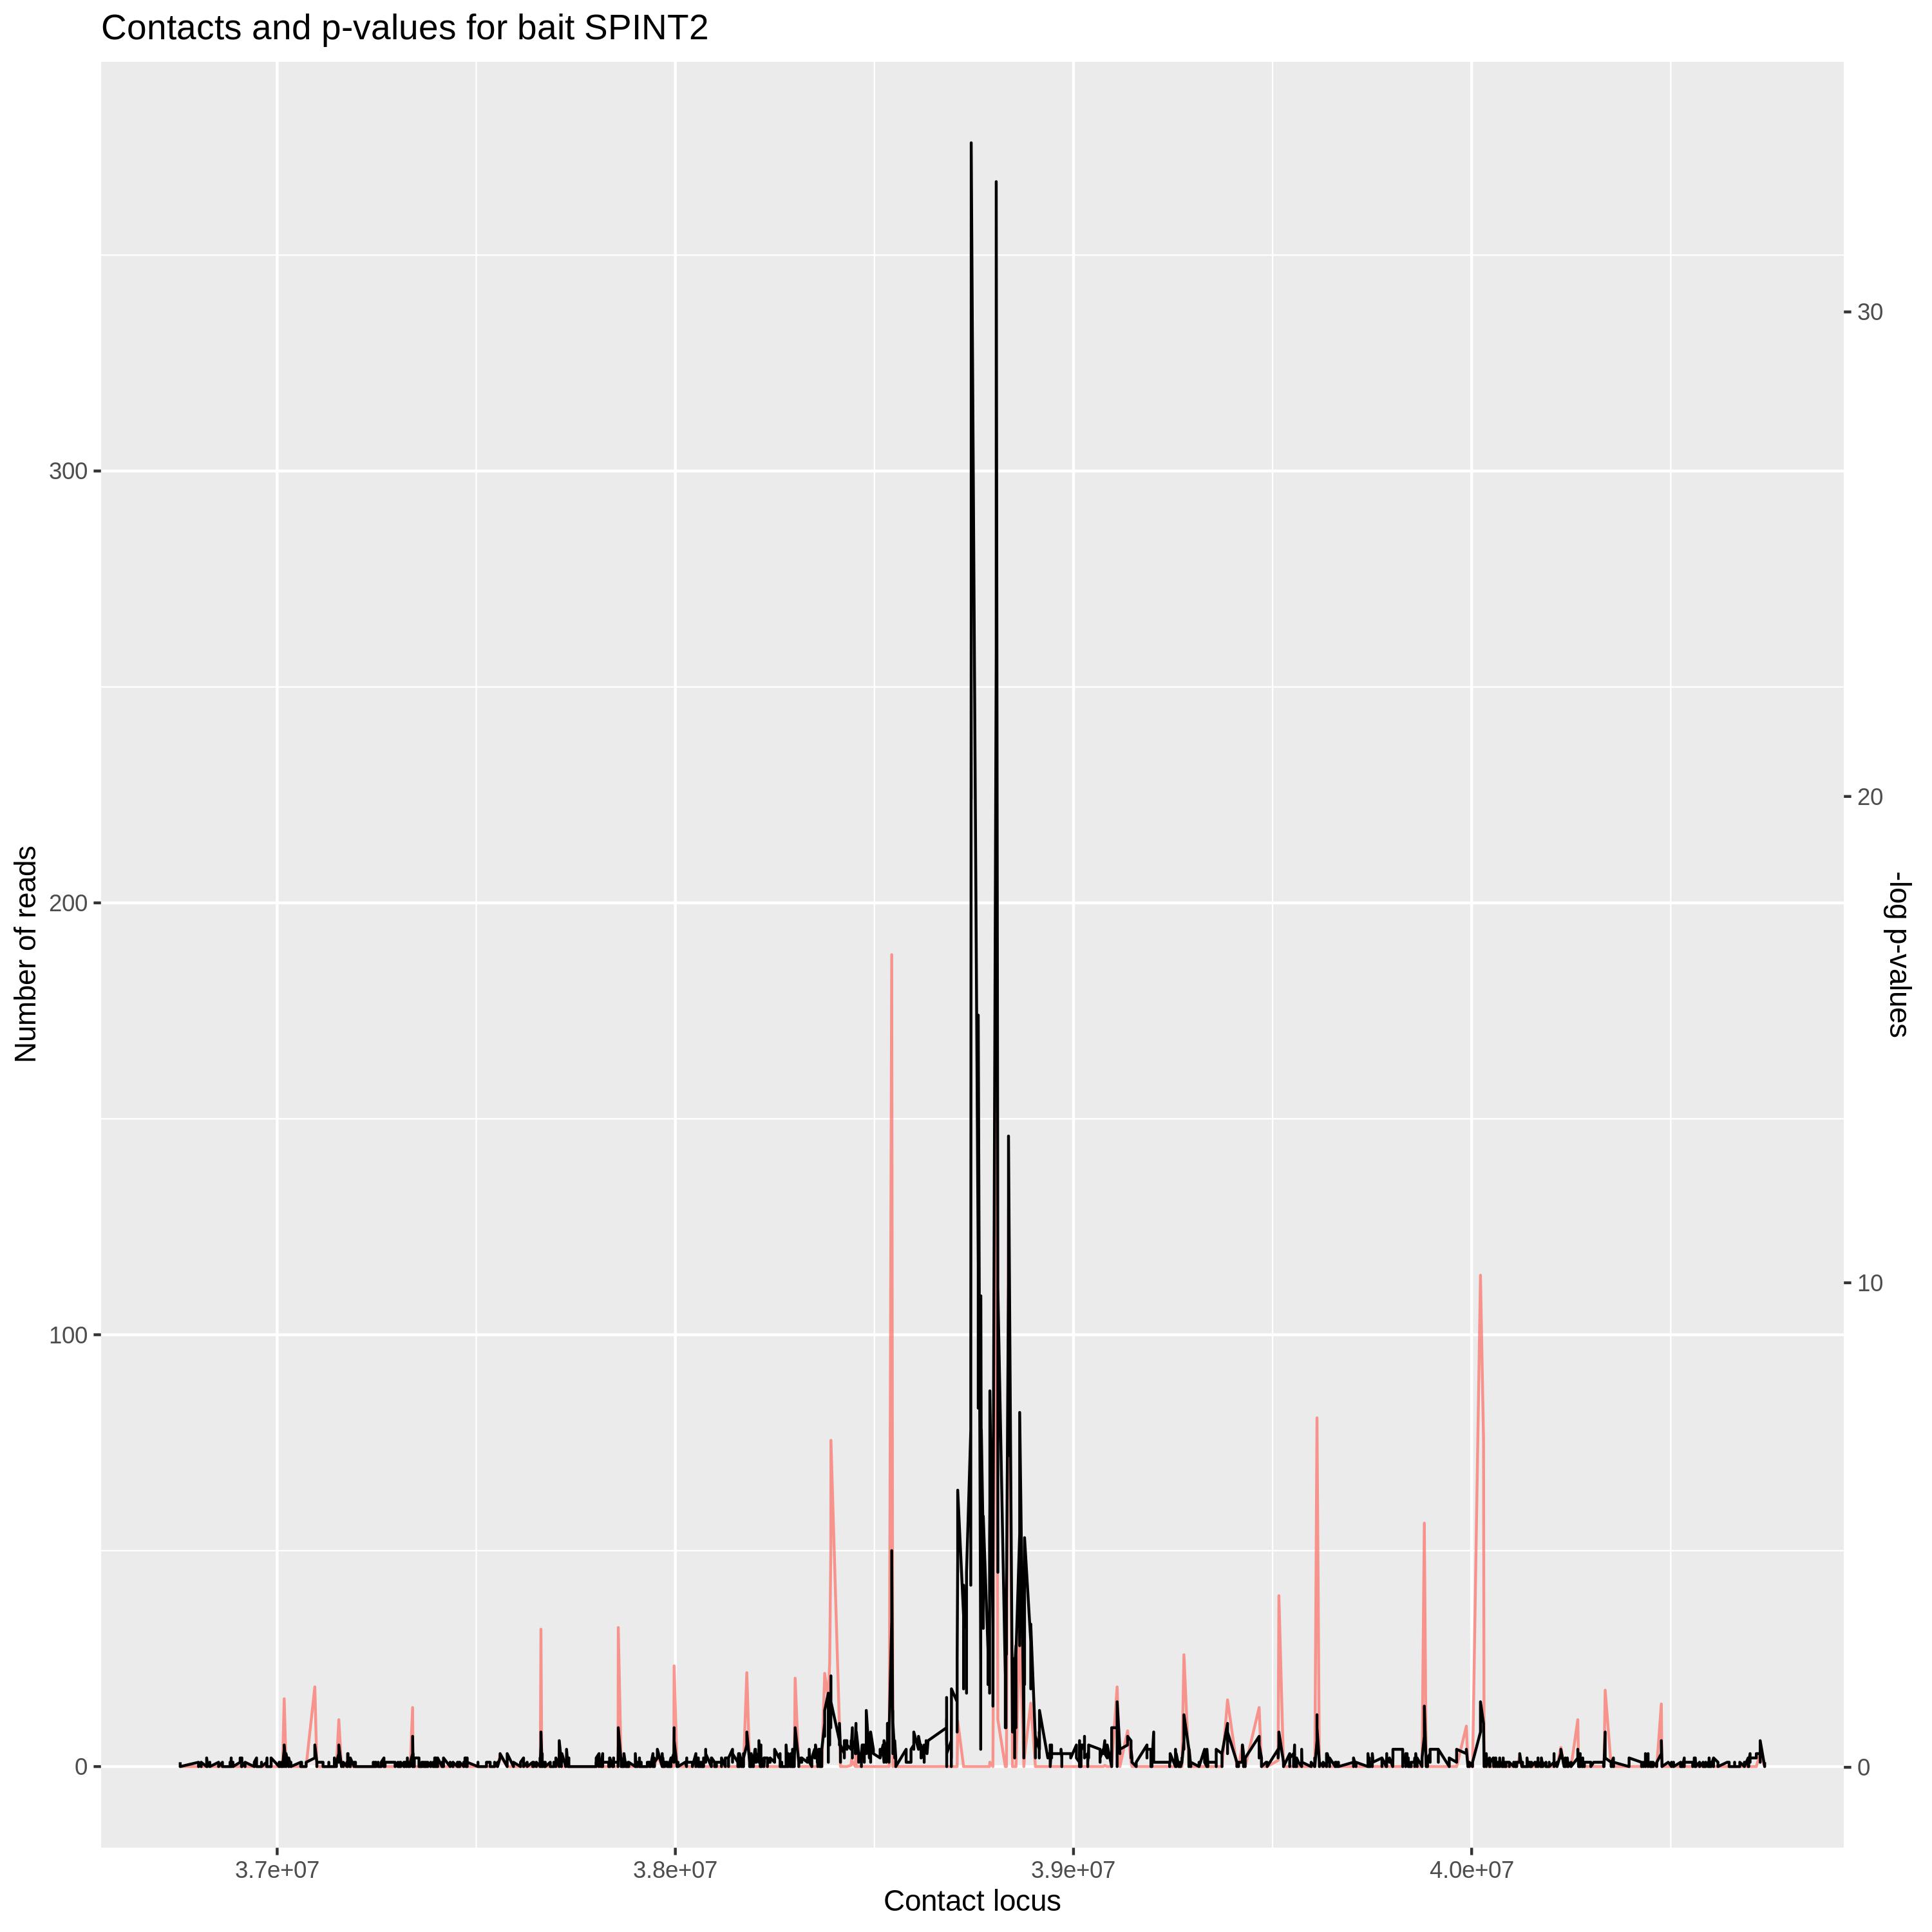 Contacts and p-values for bait SPINT2
Number of reads
300
200
100
0
30
20
10
0
-log p-values
3.7e+07
3.8e+07
3.9e+07
4.0e+07
Contact locus